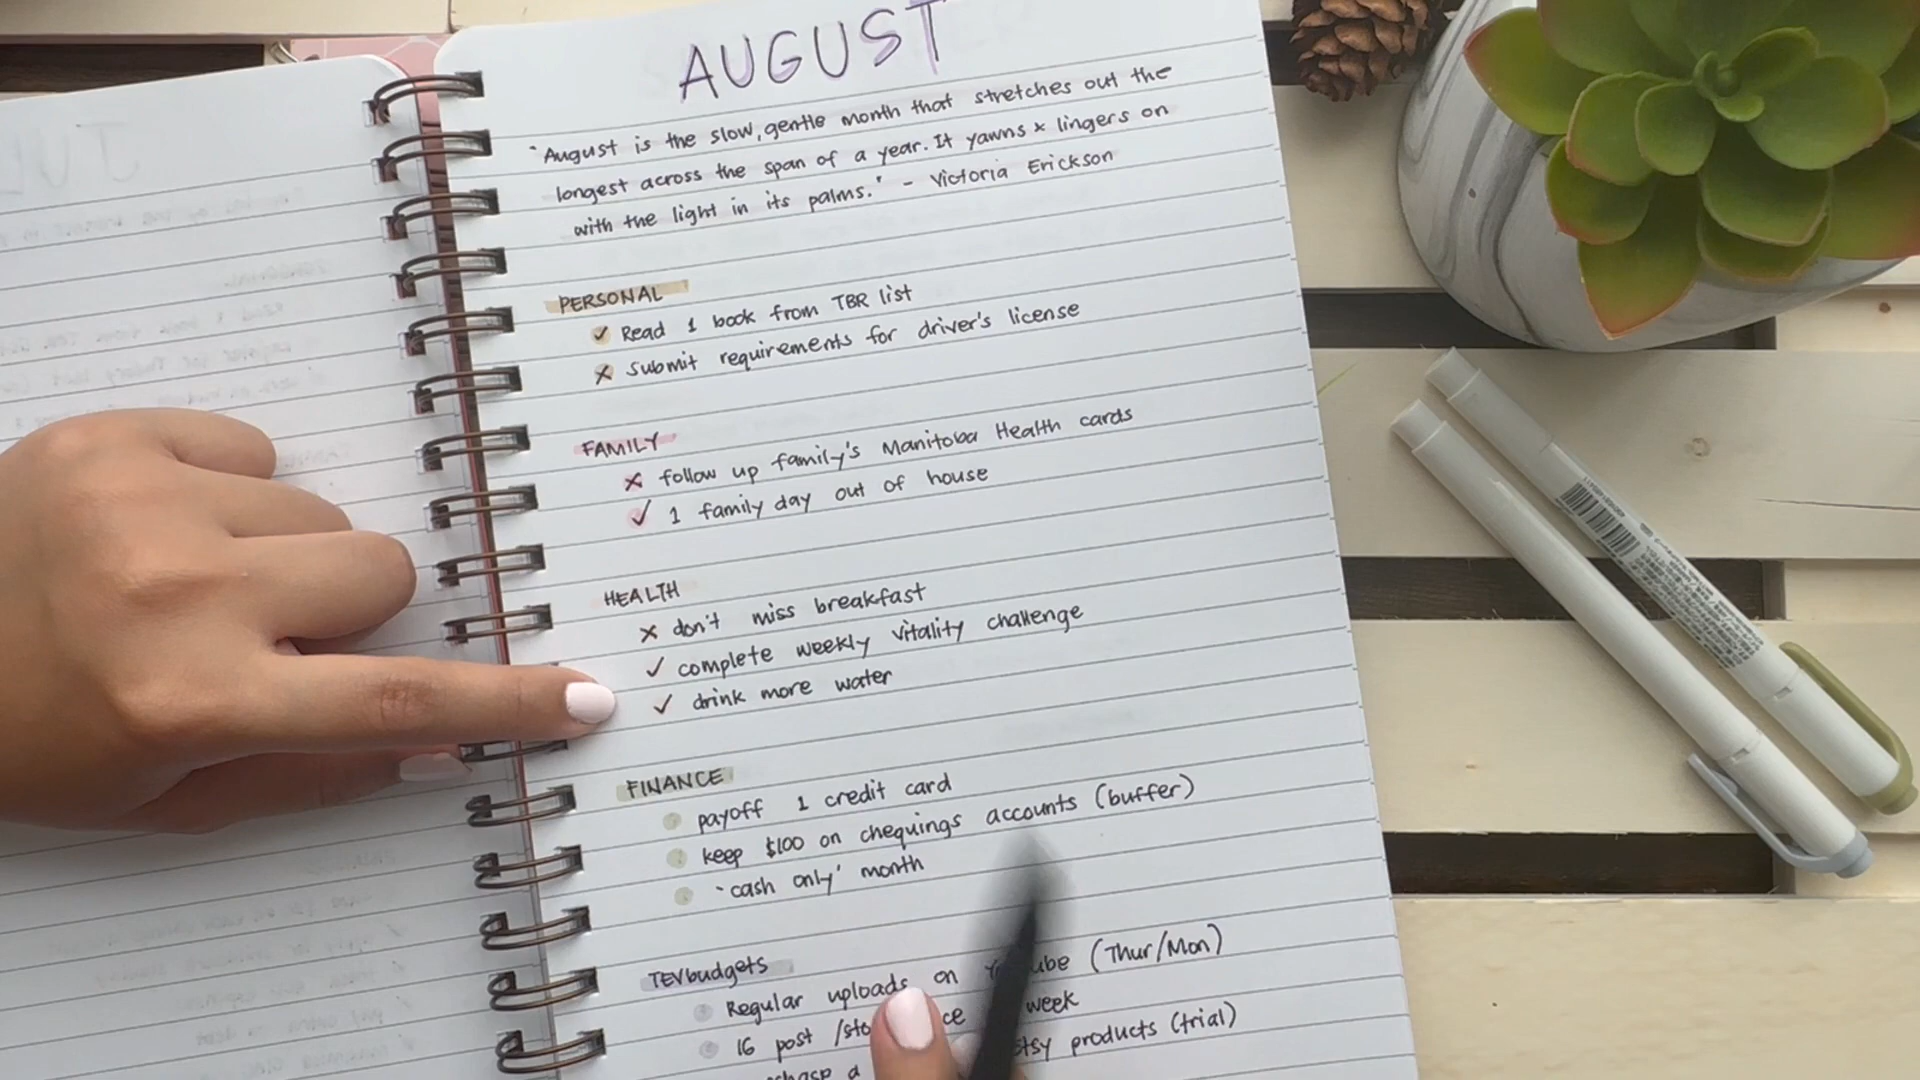 AUGUST
"August is the slow, gentle month that stretches out the
longest across the span of a year. It yawns & lingers on
with the light in its palms." - Victoria Erickson
PERSONAL
✓ Read 1 book from TBR list
✗ Submit requirements for driver's license
FAMILY
✗ follow up family's Manitoba Health cards
✓ 1 family day out of house
HEALTH
✗ don't miss breakfast
✓ complete weekly vitality challenge
✓ drink more water
FINANCE
payoff 1 credit card
keep $100 on chequings accounts (buffer)
"cash only" month
TEVbudgets
Regular uploads on (Thur/Mon)
16 post / week
products (trial)
a